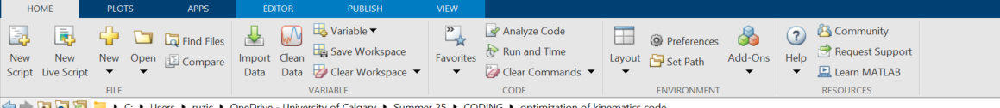 HOME PLOTS APPS EDITOR PUBLISH VIEW
New Script
New Live Script
New
Open
Find Files
Compare
FILE
Import Data
Clean Data
Variable
Save Workspace
Clear Workspace
VARIABLE
Favorites
Analyze Code
Run and Time
Clear Commands
CODE
Layout
Preferences
Set Path
Add-Ons
ENVIRONMENT
Help
Community
Request Support
Learn MATLAB
RESOURCES
C: Users ruzic OneDrive - University of Calgary Summer 25 CODING optimization of kinematics code